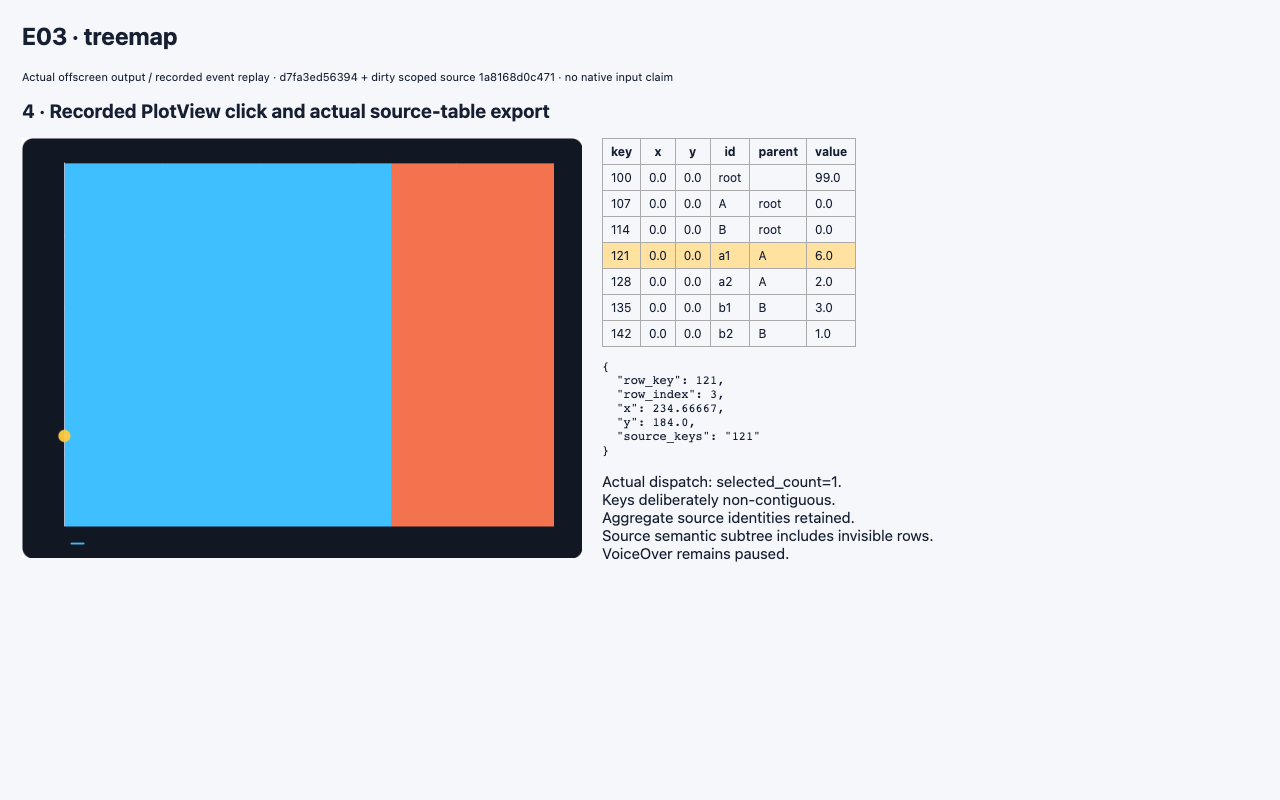 E03 · treemap
Actual offscreen output / recorded event replay · d7fa3ed56394 + dirty scoped source 1a8168d0c471 · no native input claim
4 · Recorded PlotView click and actual source-table export
key x y id parent value
100 0.0 0.0 root 99.0
107 0.0 0.0 A root 0.0
114 0.0 0.0 B root 0.0
121 0.0 0.0 a1 A 6.0
128 0.0 0.0 a2 A 2.0
135 0.0 0.0 b1 B 3.0
142 0.0 0.0 b2 B 1.0
{
"row_key": 121,
"row_index": 3,
"x": 234.66667,
"y": 184.0,
"source_keys": "121"
}
Actual dispatch: selected_count=1.
Keys deliberately non-contiguous.
Aggregate source identities retained.
Source semantic subtree includes invisible rows.
VoiceOver remains paused.